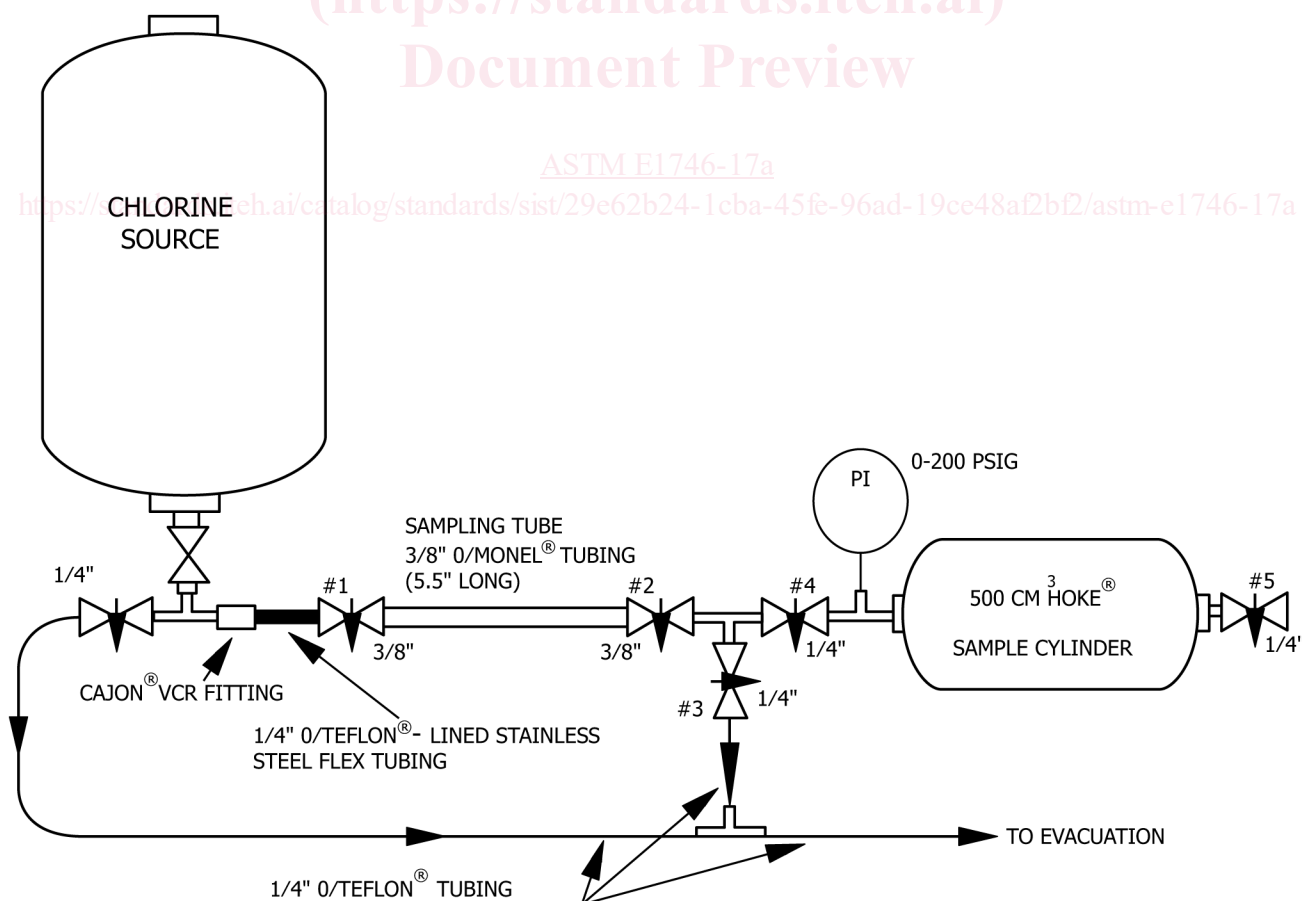 (https://standards.iteh.ai)
Document Preview
ASTM E1746-17a
https://standards.iteh.ai/catalog/standards/sist/29e62b24-1cba-45fe-96ad-19ce48af2bf2/astm-e1746-17a
CHLORINE
SOURCE
0-200 PSIG
PI
SAMPLING TUBE
3/8" 0/MONEL® TUBING
(5.5" LONG)
1/4"
#1
#2
#4
#5
500 CM³ HOKE®
SAMPLE CYLINDER
3/8"
3/8"
1/4"
1/4"
CAJON® VCR FITTING
#3
1/4"
1/4" 0/TEFLON®- LINED STAINLESS
STEEL FLEX TUBING
TO EVACUATION
1/4" 0/TEFLON® TUBING